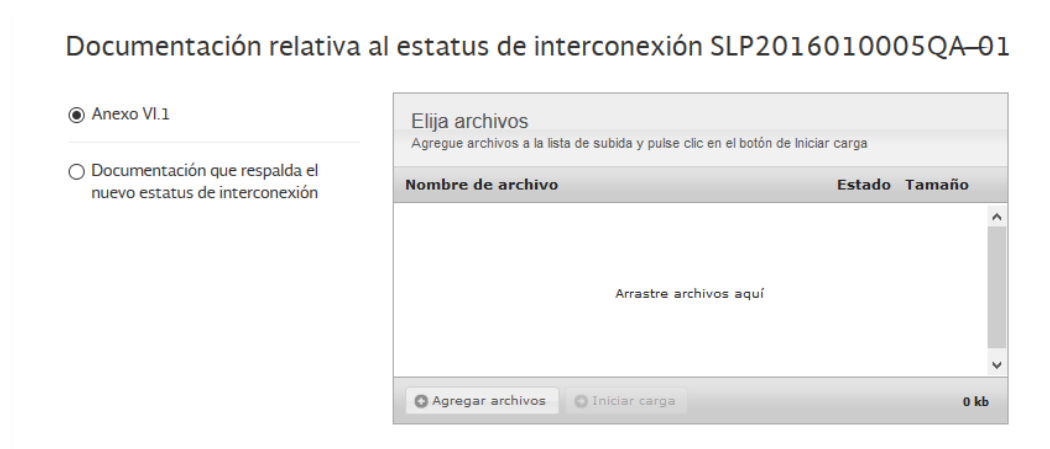 Documentación relativa al estatus de interconexión SLP2016010005QA-01
Anexo VI.1
Documentación que respalda el
nuevo estatus de interconexión
Elija archivos
Agregue archivos a la lista de subida y pulse clic en el botón de Iniciar carga
Nombre de archivo Estado Tamaño
Arrastre archivos aquí
Agregar archivos Iniciar carga 0 kb